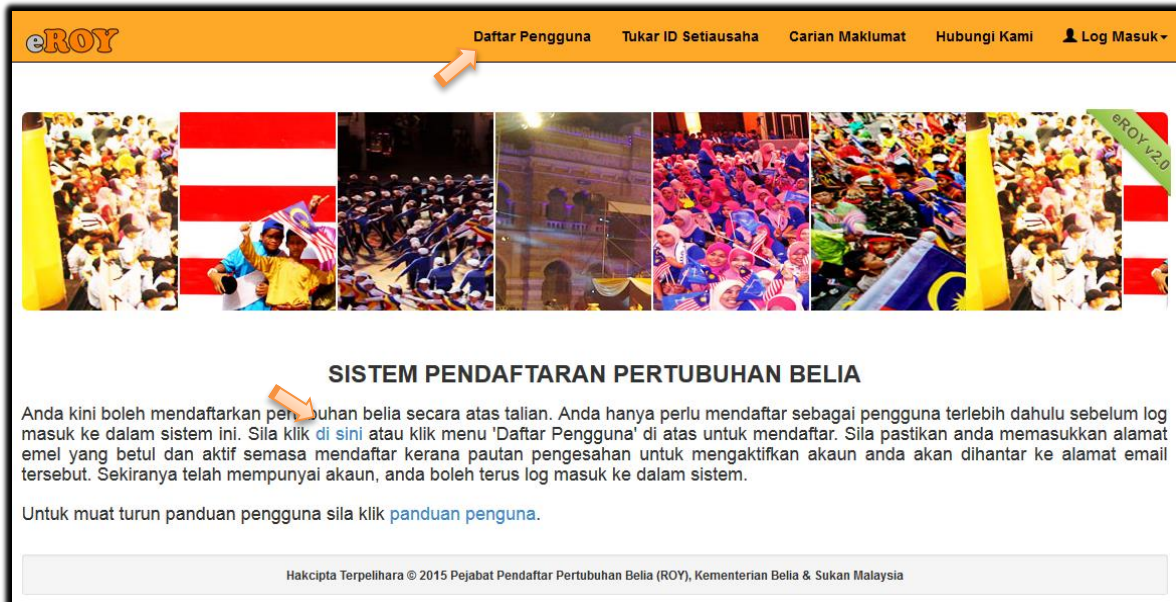 eROY
Daftar Pengguna Tukar ID Setiausaha Carian Maklumat Hubungi Kami Log Masuk
eROY v2.0
SISTEM PENDAFTARAN PERTUBUHAN BELIA
Anda kini boleh mendaftarkan pertubuhan belia secara atas talian. Anda hanya perlu mendaftar sebagai pengguna terlebih dahulu sebelum log
masuk ke dalam sistem ini. Sila klik di sini atau klik menu 'Daftar Pengguna' di atas untuk mendaftar. Sila pastikan anda memasukkan alamat
emel yang betul dan aktif semasa mendaftar kerana pautan pengesahan untuk mengaktifkan akaun anda akan dihantar ke alamat email
tersebut. Sekiranya telah mempunyai akaun, anda boleh terus log masuk ke dalam sistem.
Untuk muat turun panduan pengguna sila klik panduan penguna.
Hakcipta Terpelihara © 2015 Pejabat Pendaftar Pertubuhan Belia (ROY), Kementerian Belia & Sukan Malaysia